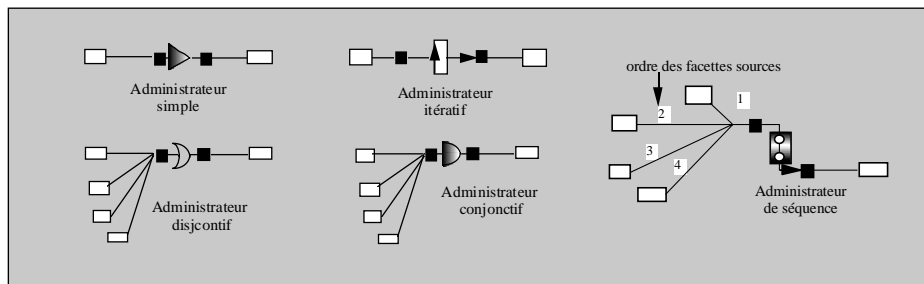 Administrateur
simple
Administrateur
itératif
ordre des facettes sources
1
2
3
4
Administrateur
disjcontif
Administrateur
conjonctif
Administrateur
de séquence